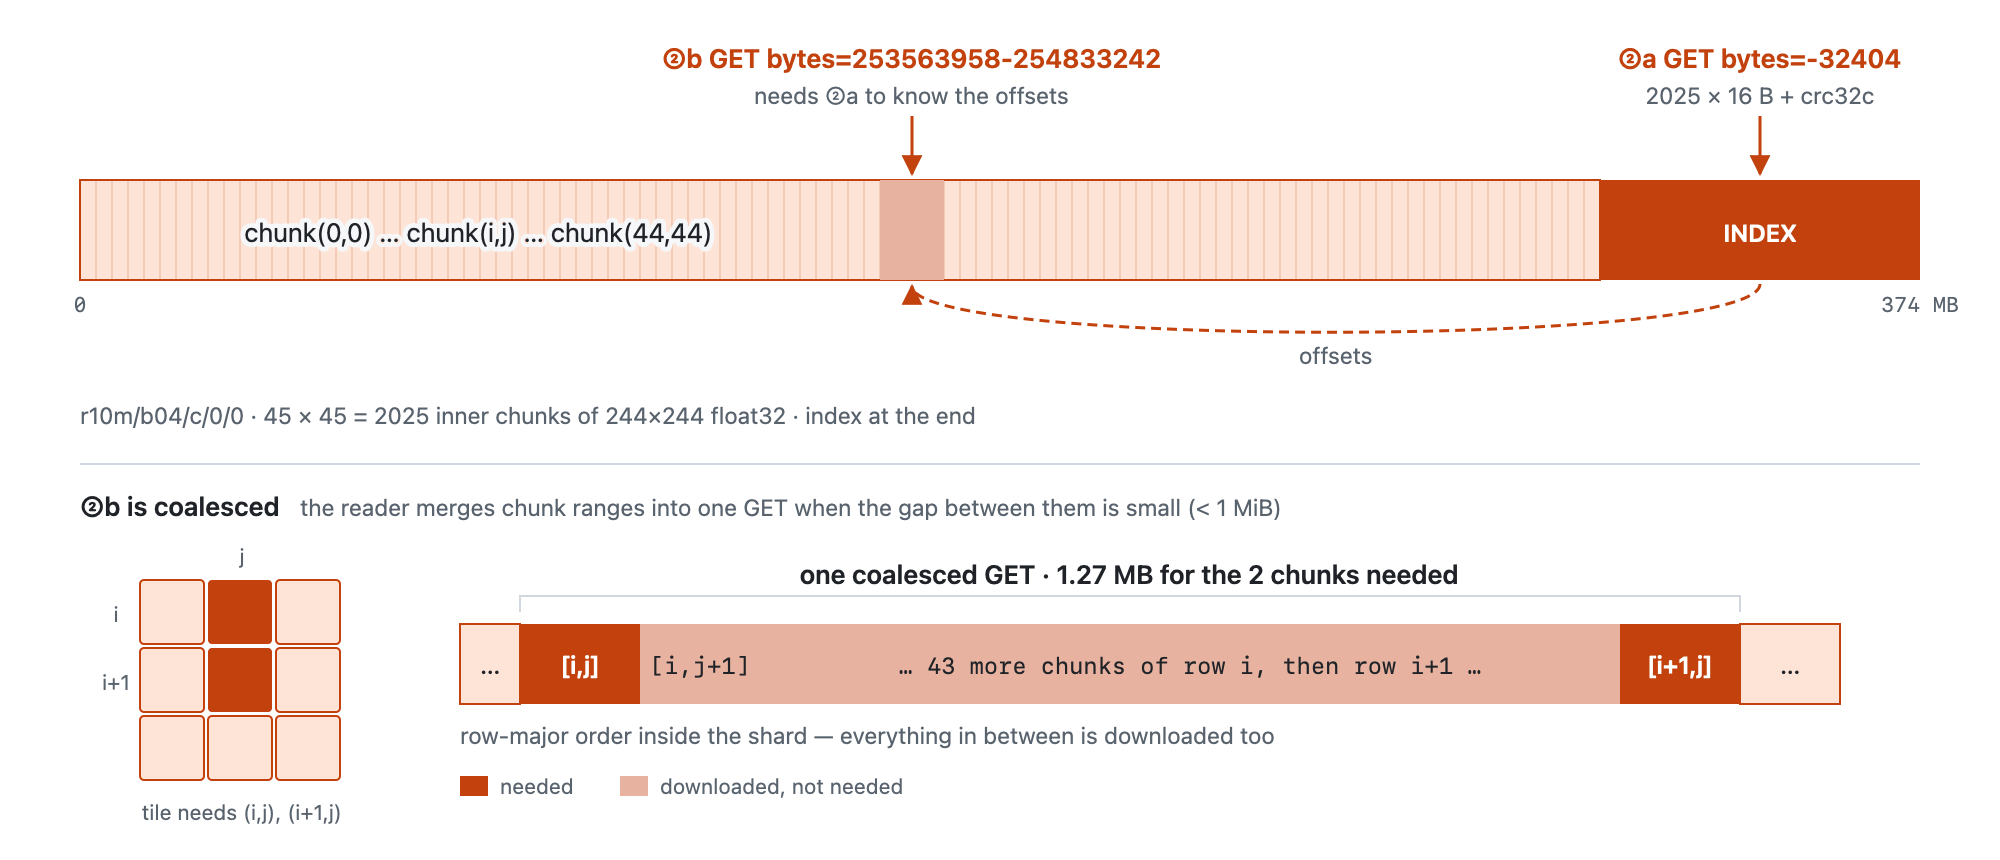 ②b GET bytes=253563958-254833242
②a GET bytes=-32404
needs ②a to know the offsets
2025 × 16 B + crc32c
chunk(0,0) ... chunk(i,j) ... chunk(44,44)
INDEX
0
374 MB
offsets
r10m/b04/c/0/0 · 45 × 45 = 2025 inner chunks of 244×244 float32 · index at the end
②b is coalesced
the reader merges chunk ranges into one GET when the gap between them is small (< 1 MiB)
j
i
i+1
tile needs (i,j), (i+1,j)
one coalesced GET · 1.27 MB for the 2 chunks needed
...
[i,j]
[i,j+1]
… 43 more chunks of row i, then row i+1 …
[i+1,j]
...
row-major order inside the shard — everything in between is downloaded too
needed
downloaded, not needed